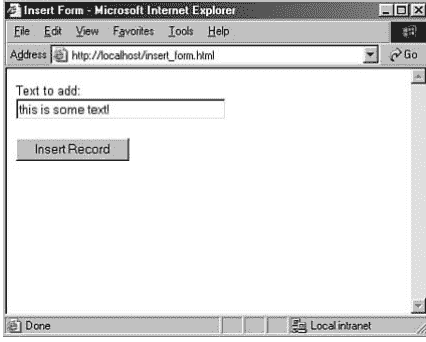 Insert Form - Microsoft Internet Explorer
File Edit View Favorites Tools Help
Address http://localhost/insert_form.html Go
Text to add:
this is some text!
Insert Record
Done Local intranet